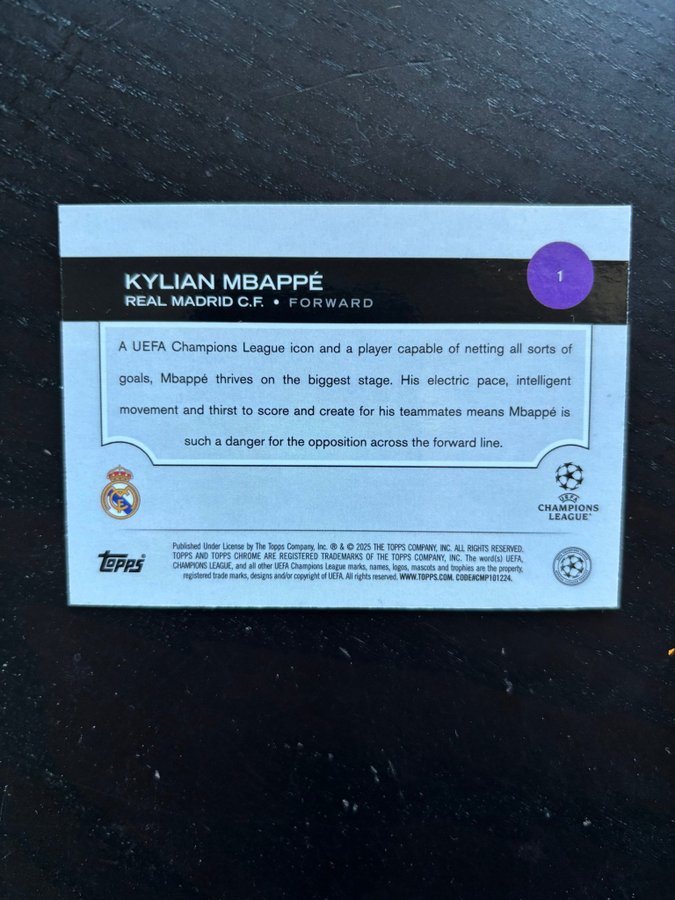 KYLIAN MBAPPÉ
1
REAL MADRID C.F. • FORWARD
A UEFA Champions League icon and a player capable of netting all sorts of
goals, Mbappé thrives on the biggest stage. His electric pace, intelligent
movement and thirst to score and create for his teammates means Mbappé is
such a danger for the opposition across the forward line.
UEFA
CHAMPIONS
LEAGUE
Topps®
Published Under License by The Topps Company, Inc. ® & © 2025 THE TOPPS COMPANY, INC. ALL RIGHTS RESERVED.
TOPPS AND TOPPS CHROME ARE REGISTERED TRADEMARKS OF THE TOPPS COMPANY, INC. The word(s) UEFA,
CHAMPIONS LEAGUE, and all other UEFA Champions League marks, names, logos, mascots and trophies are the property,
registered trade marks, designs and/or copyright of UEFA. All rights reserved. WWW.TOPPS.COM. CODE#CMP101224.